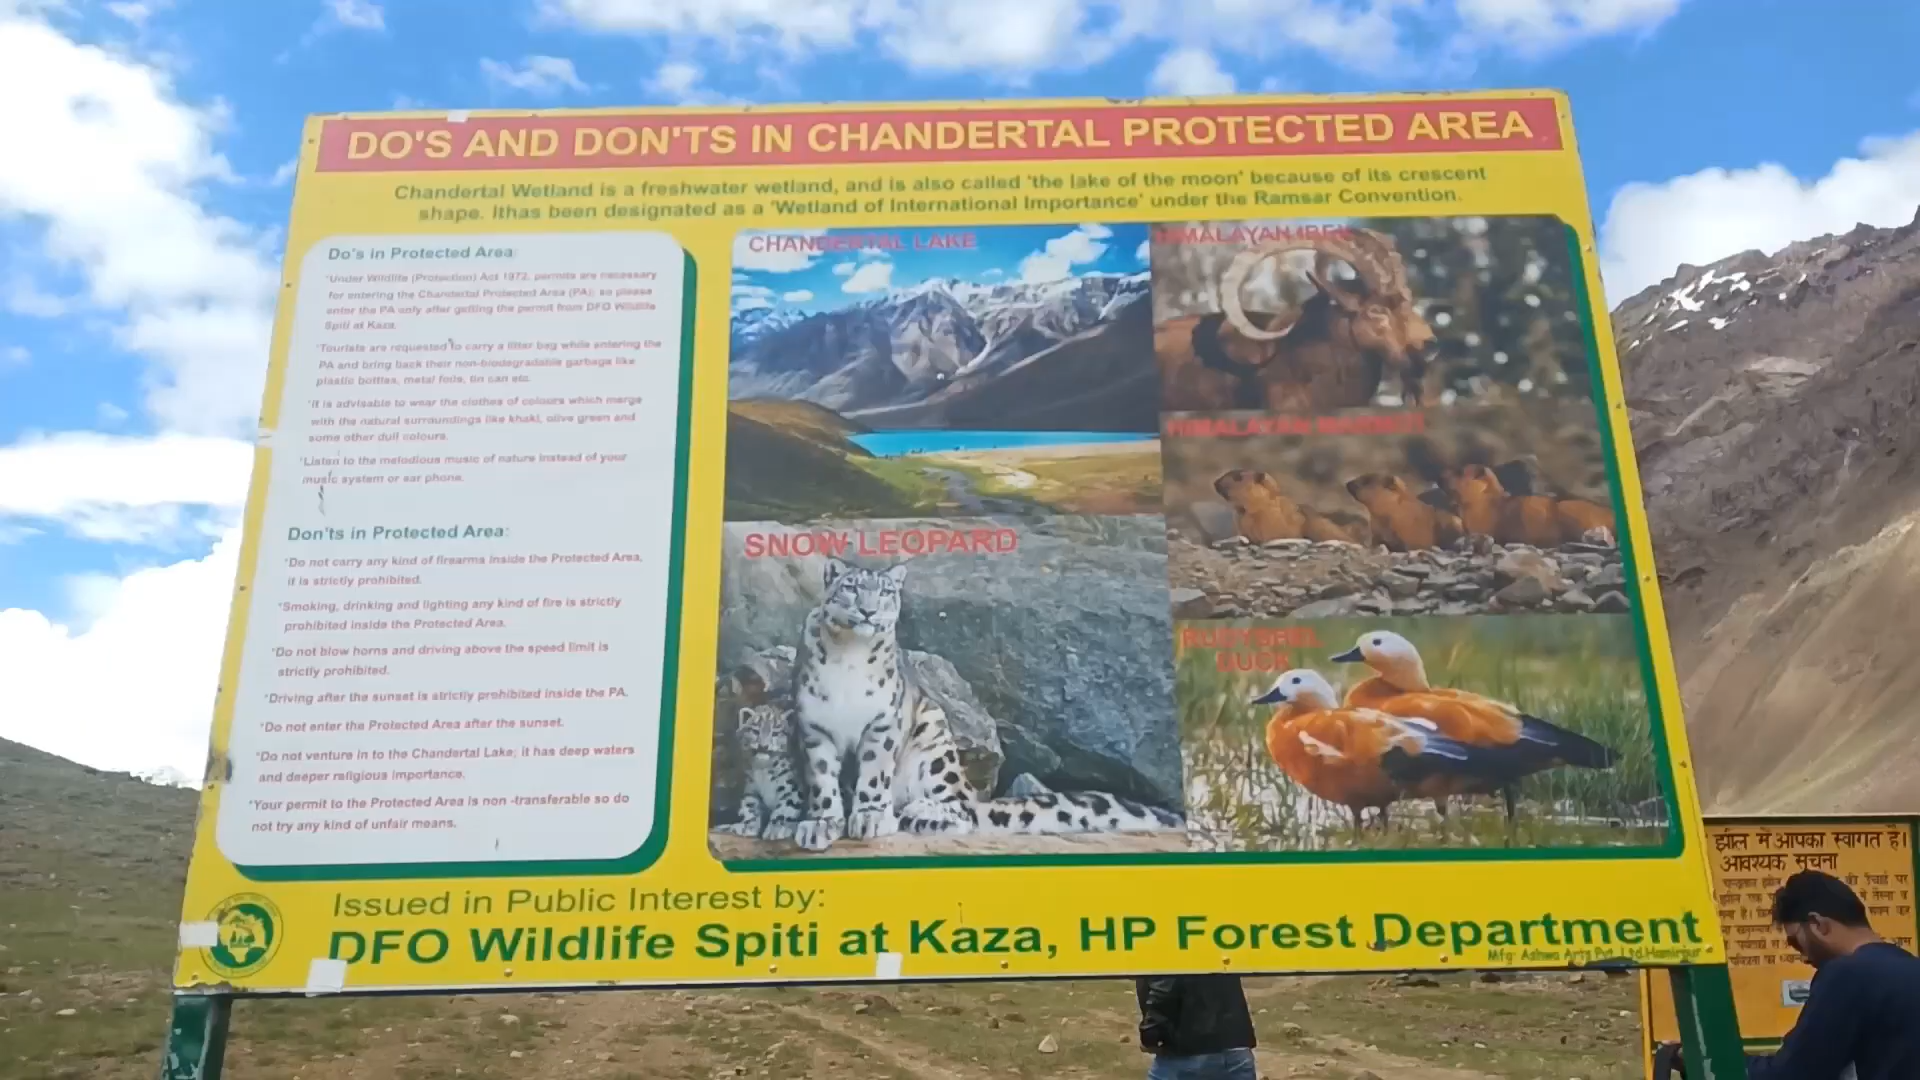 DO'S AND DON'TS IN CHANDERTAL PROTECTED AREA
Chandertal Wetland is a freshwater wetland, and is also called 'the lake of the moon' because of its crescent
shape. Ithas been designated as a 'Wetland of International Importance' under the Ramsar Convention.
Do's in Protected Area:
*Under Wildlife (Protection) Act 1972, permits are necessary
for entering the Chandertal Protected Area (PA); so please
enter the PA only after getting the permit from DFO Wildlife
Spiti at Kaza.
*Tourists are requested to carry a litter bag while entering the
PA and bring back their non-biodegradable garbage like
plastic bottles, metal foils, tin can etc.
*It is advisable to wear the clothes of colours which merge
with the natural surroundings like khaki, olive green and
some other dull colours.
*Listen to the melodious music of nature instead of your
music system or ear phone.
Don'ts in Protected Area:
*Do not carry any kind of firearms inside the Protected Area,
it is strictly prohibited.
*Smoking, drinking and lighting any kind of fire is strictly
prohibited inside the Protected Area.
*Do not blow horns and driving above the speed limit is
strictly prohibited.
*Driving after the sunset is strictly prohibited inside the PA.
*Do not enter the Protected Area after the sunset.
*Do not venture in to the Chandertal Lake; it has deep waters
and deeper religious importance.
*Your permit to the Protected Area is non -transferable so do
not try any kind of unfair means.
CHANDERTAL LAKE
HIMALAYAN IBEX
HIMALAYAN MARMOT
SNOW LEOPARD
DUCK
Issued in Public Interest by:
DFO Wildlife Spiti at Kaza, HP Forest Department
Mfg: Ashwa Arts Pvt. Ltd.Hamirpur
झील में आपका स्वागत है।
आवश्यक सूचना